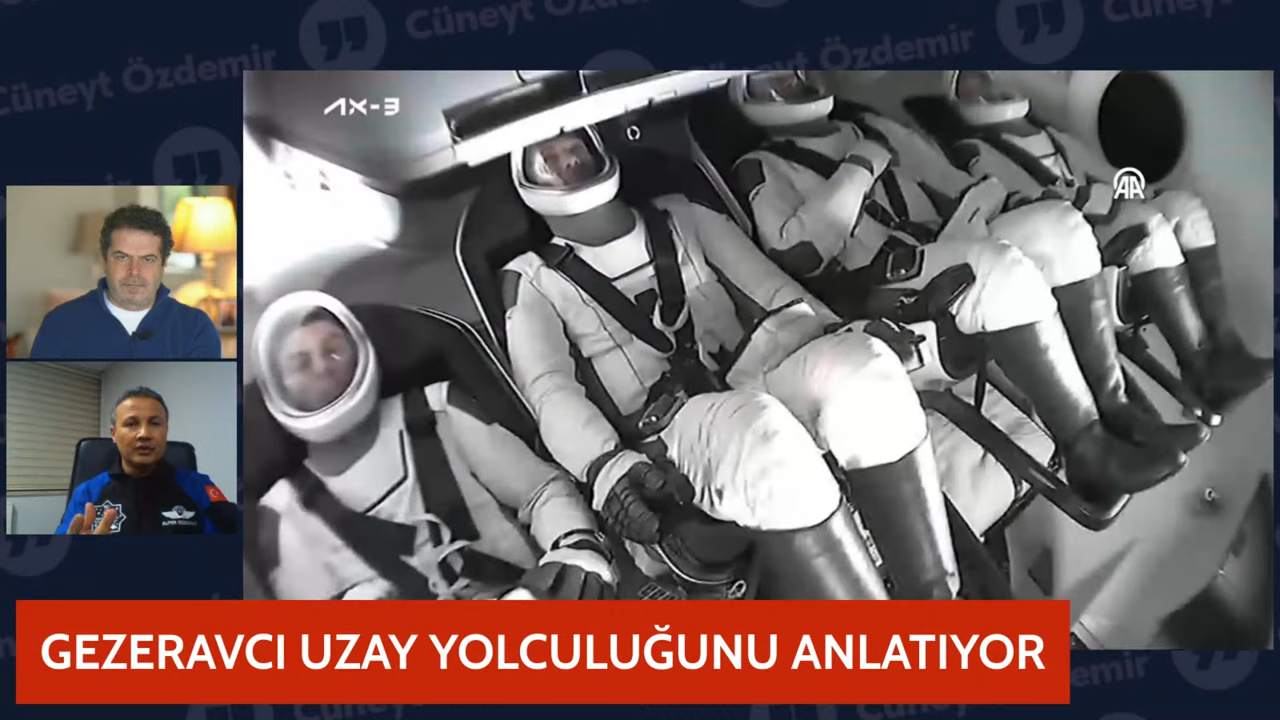 Cüneyt Özdemir
Cüneyt Özdemir
AX-3
AA
GEZERAVCI UZAY YOLCULUĞUNU ANLATIYOR